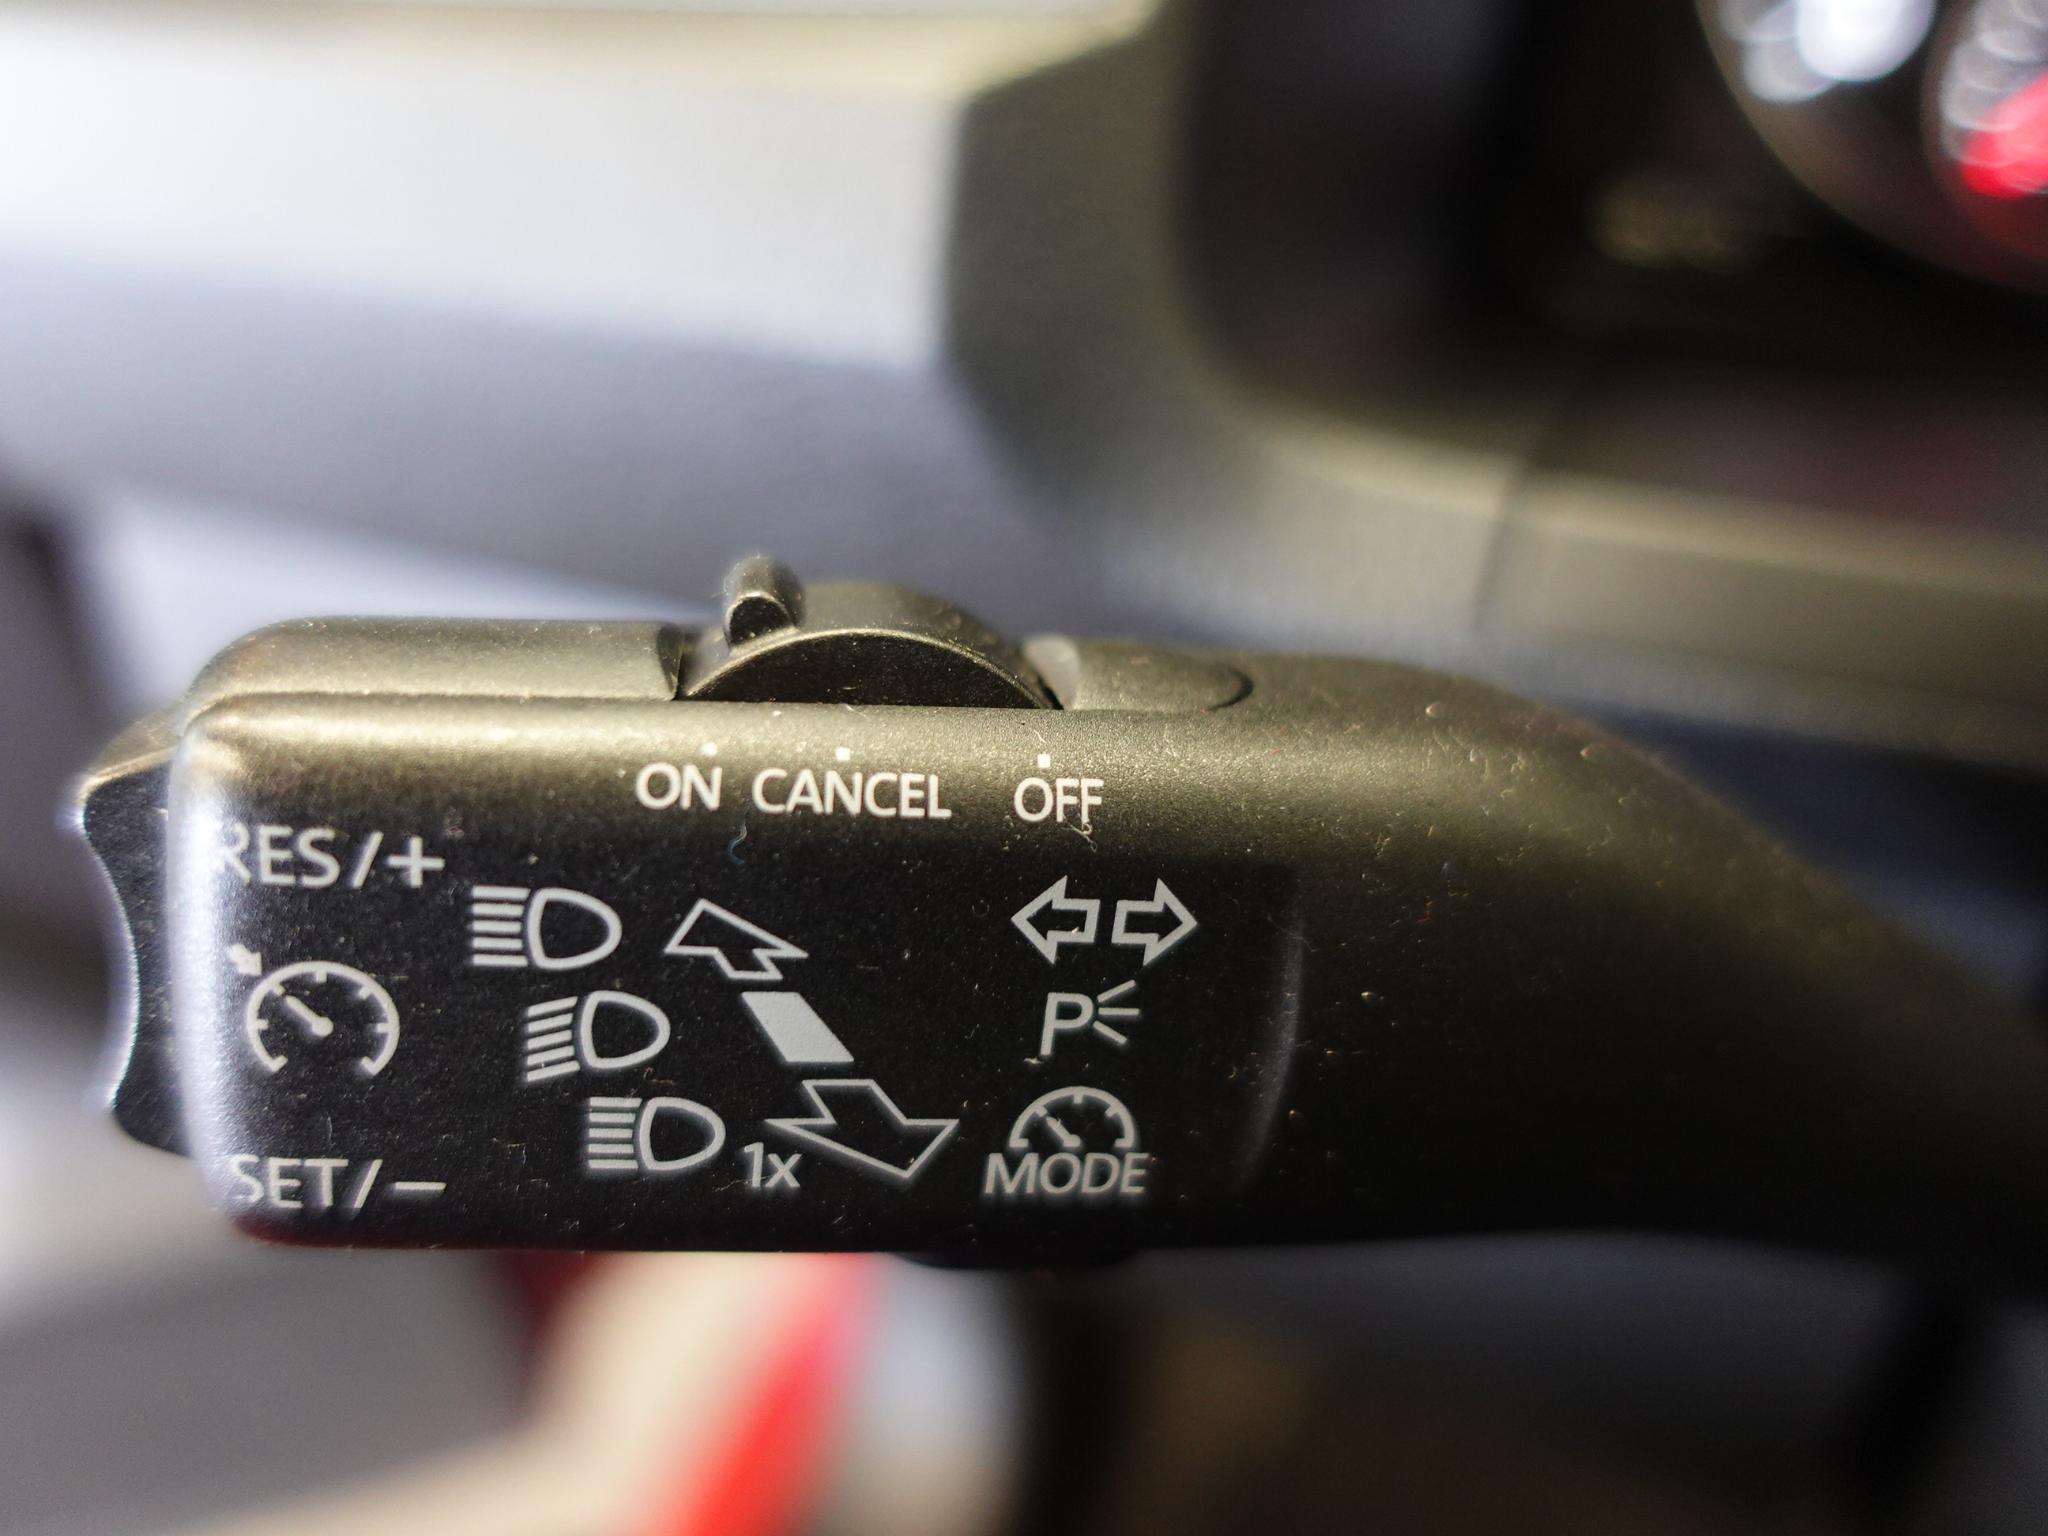 ON CANCEL OFF
RES/+
P
1x
MODE
SET/–